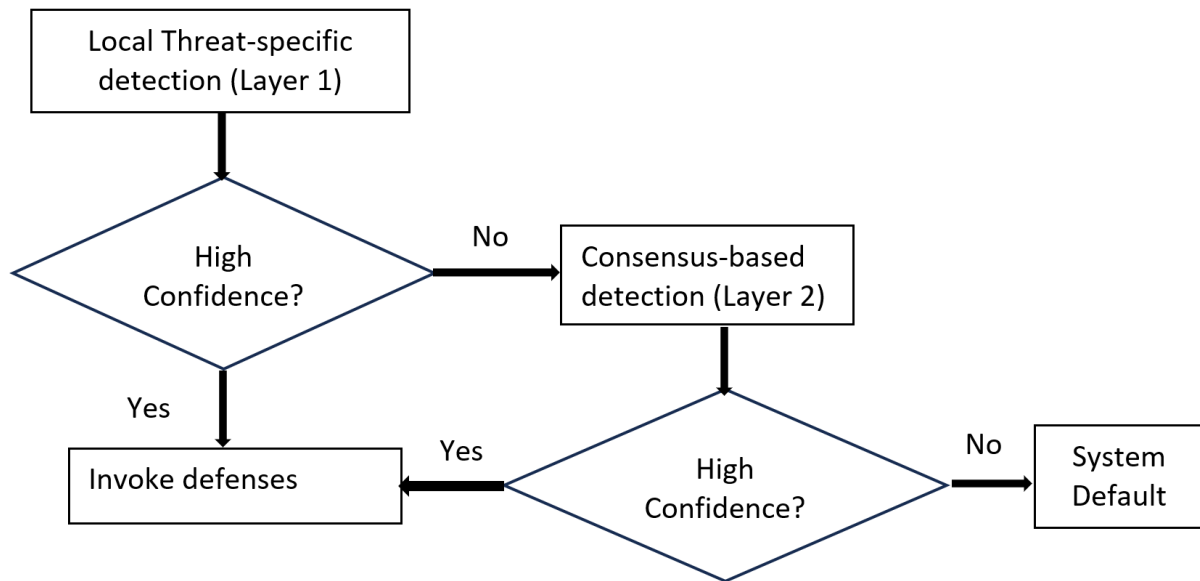 Local Threat-specific
detection (Layer 1)
High
Confidence?
No
Consensus-based
detection (Layer 2)
Yes
Invoke defenses
Yes
High
Confidence?
No
System
Default